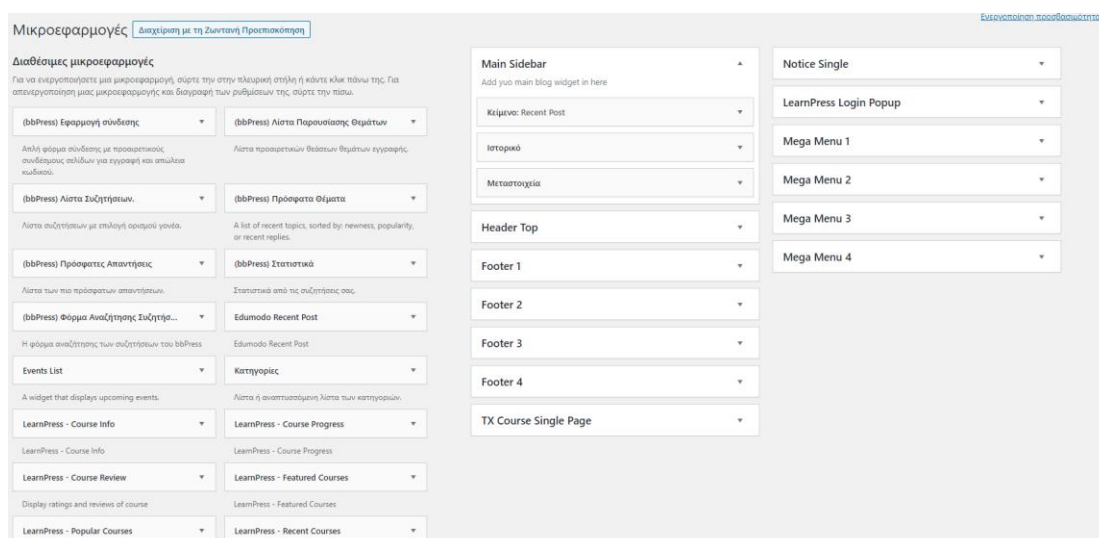 Ενεργοποίηση προσβασιμότητα
Μικροεφαρμογές
Διαχείριση με τη Ζωντανή Προεπισκόπηση
Διαθέσιμες μικροεφαρμογές
Για να ενεργοποιήσετε μια μικροεφαρμογή, σύρτε την στην πλευρική στήλη ή κάντε κλικ πάνω της. Για
απενεργοποίηση μιας μικροεφαρμογής και διαγραφή των ρυθμίσεων της, σύρτε την πίσω.
(bbPress) Εφαρμογή σύνδεσης
(bbPress) Λίστα Παρουσίασης Θεμάτων
Απλή φόρμα σύνδεσης με προαιρετικούς
συνδέσμους σελίδων για εγγραφή και απώλεια
κωδικού.
Λίστα προαιρετικών θεάσεων θεμάτων εγγραφής.
(bbPress) Λίστα Συζητήσεων.
(bbPress) Πρόσφατα Θέματα
Λίστα συζητήσεων με επιλογή ορισμού γονέα.
A list of recent topics, sorted by: newness, popularity,
or recent replies.
(bbPress) Πρόσφατες Απαντήσεις
(bbPress) Στατιστικά
Λίστα των πιο πρόσφατων απαντήσεων.
Στατιστικά από τις συζητήσεις σας.
(bbPress) Φόρμα Αναζήτησης Συζητήσ...
Edumodo Recent Post
Η φόρμα αναζήτησης των συζητήσεων του bbPress
Edumodo Recent Post
Events List
Κατηγορίες
A widget that displays upcoming events.
Λίστα ή αναπτυσσόμενη λίστα των κατηγοριών.
LearnPress - Course Info
LearnPress - Course Progress
LearnPress - Course Info
LearnPress - Course Progress
LearnPress - Course Review
LearnPress - Featured Courses
Display ratings and reviews of course
LearnPress - Featured Courses
LearnPress - Popular Courses
LearnPress - Recent Courses
Main Sidebar
Add yuo main blog widget in here
Κείμενο: Recent Post
Ιστορικό
Μεταστοιχεία
Header Top
Footer 1
Footer 2
Footer 3
Footer 4
TX Course Single Page
Notice Single
LearnPress Login Popup
Mega Menu 1
Mega Menu 2
Mega Menu 3
Mega Menu 4